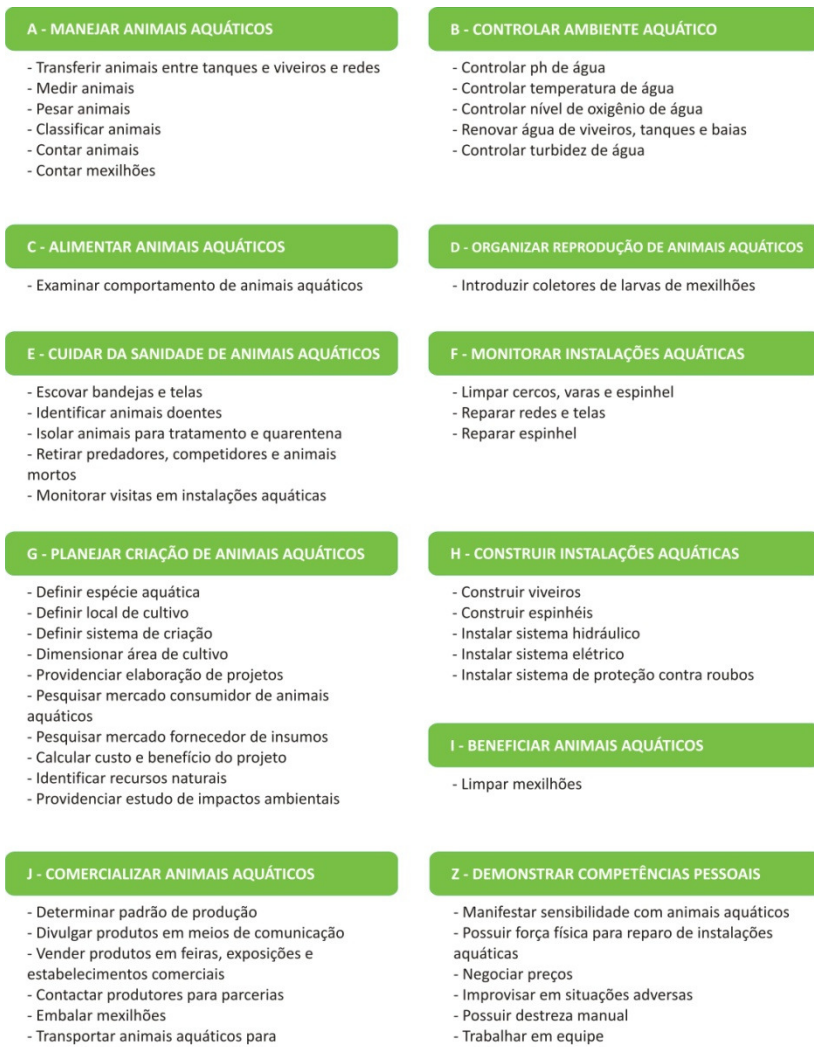 A - MANEJAR ANIMAIS AQUÁTICOS
- Transferir animais entre tanques e viveiros e redes
- Medir animais
- Pesar animais
- Classificar animais
- Contar animais
- Contar mexilhões
B - CONTROLAR AMBIENTE AQUÁTICO
- Controlar ph de água
- Controlar temperatura de água
- Controlar nível de oxigênio de água
- Renovar água de viveiros, tanques e baias
- Controlar turbidez de água
C - ALIMENTAR ANIMAIS AQUÁTICOS
- Examinar comportamento de animais aquáticos
D - ORGANIZAR REPRODUÇÃO DE ANIMAIS AQUÁTICOS
- Introduzir coletores de larvas de mexilhões
E - CUIDAR DA SANIDADE DE ANIMAIS AQUÁTICOS
- Escovar bandejas e telas
- Identificar animais doentes
- Isolar animais para tratamento e quarentena
- Retirar predadores, competidores e animais
mortos
- Monitorar visitas em instalações aquáticas
F - MONITORAR INSTALAÇÕES AQUÁTICAS
- Limpar cercos, varas e espinhel
- Reparar redes e telas
- Reparar espinhel
G - PLANEJAR CRIAÇÃO DE ANIMAIS AQUÁTICOS
- Definir espécie aquática
- Definir local de cultivo
- Definir sistema de criação
- Dimensionar área de cultivo
- Providenciar elaboração de projetos
- Pesquisar mercado consumidor de animais
aquáticos
- Pesquisar mercado fornecedor de insumos
- Calcular custo e benefício do projeto
- Identificar recursos naturais
- Providenciar estudo de impactos ambientais
H - CONSTRUIR INSTALAÇÕES AQUÁTICAS
- Construir viveiros
- Construir espinhéis
- Instalar sistema hidráulico
- Instalar sistema elétrico
- Instalar sistema de proteção contra roubos
I - BENEFICIAR ANIMAIS AQUÁTICOS
- Limpar mexilhões
J - COMERCIALIZAR ANIMAIS AQUÁTICOS
- Determinar padrão de produção
- Divulgar produtos em meios de comunicação
- Vender produtos em feiras, exposições e
estabelecimentos comerciais
- Contactar produtores para parcerias
- Embalar mexilhões
- Transportar animais aquáticos para
Z - DEMONSTRAR COMPETÊNCIAS PESSOAIS
- Manifestar sensibilidade com animais aquáticos
- Possuir força física para reparo de instalações
aquáticas
- Negociar preços
- Improvisar em situações adversas
- Possuir destreza manual
- Trabalhar em equipe